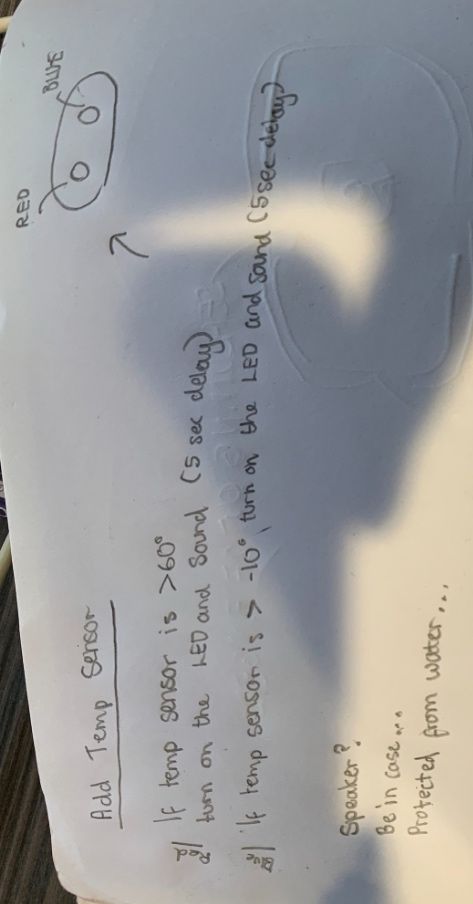 Add Temp Sensor
RED
BLUE
If temp sensor is >60°
turn on the LED and Sound (5 sec delay)
If temp sensor is > -10°, turn on the LED and sound (5 sec delay)
Speaker?
Be in case...
Protected from water...